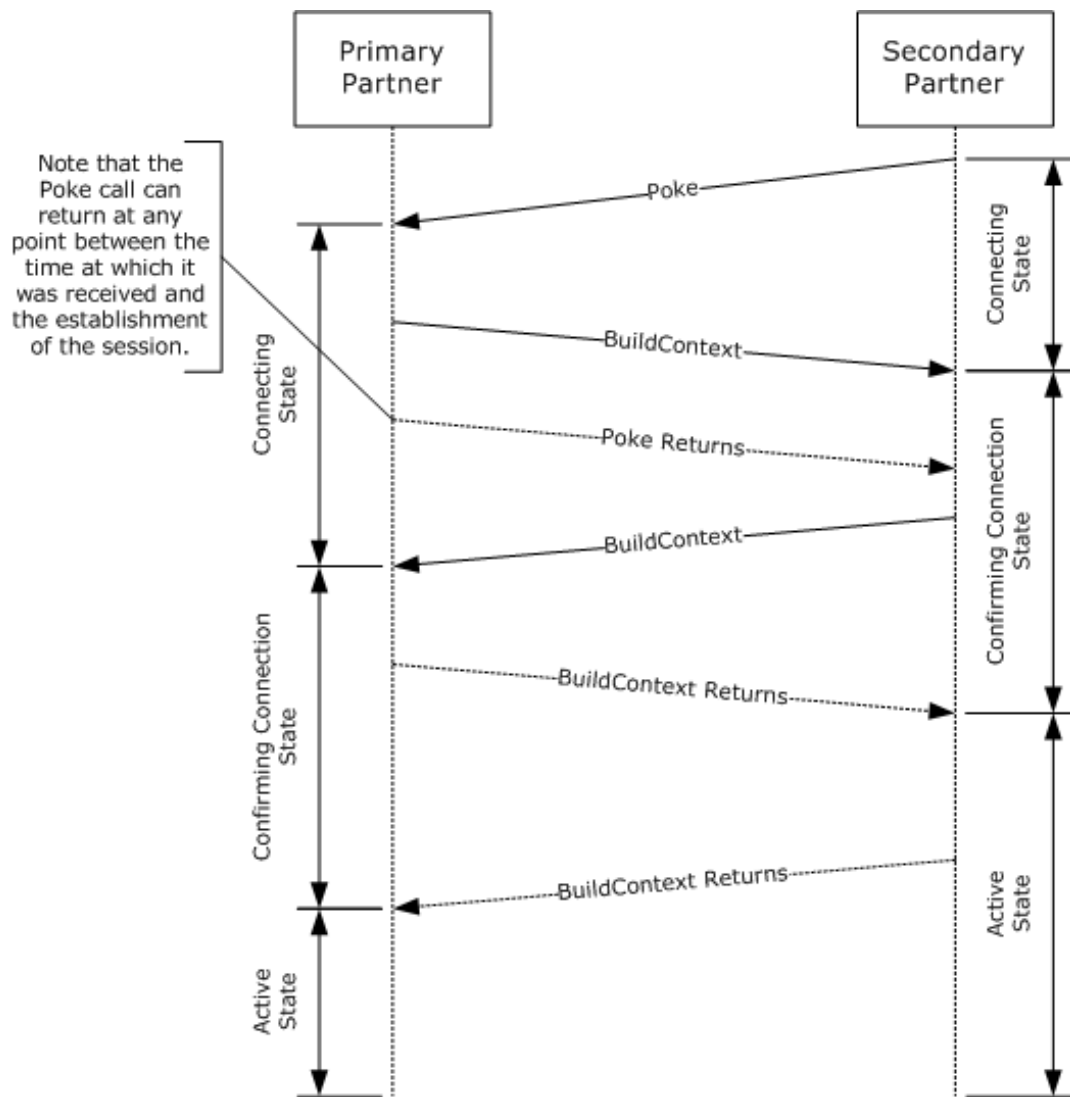 Primary
Partner
Secondary
Partner
Note that the
Poke call can
return at any
point between the
time at which it
was received and
the establishment
of the session.
Poke
Connecting
State
BuildContext
Connecting
State
Poke Returns
Confirming Connection
State
BuildContext
BuildContext Returns
Confirming Connection
State
BuildContext Returns
Active
State
Active
State